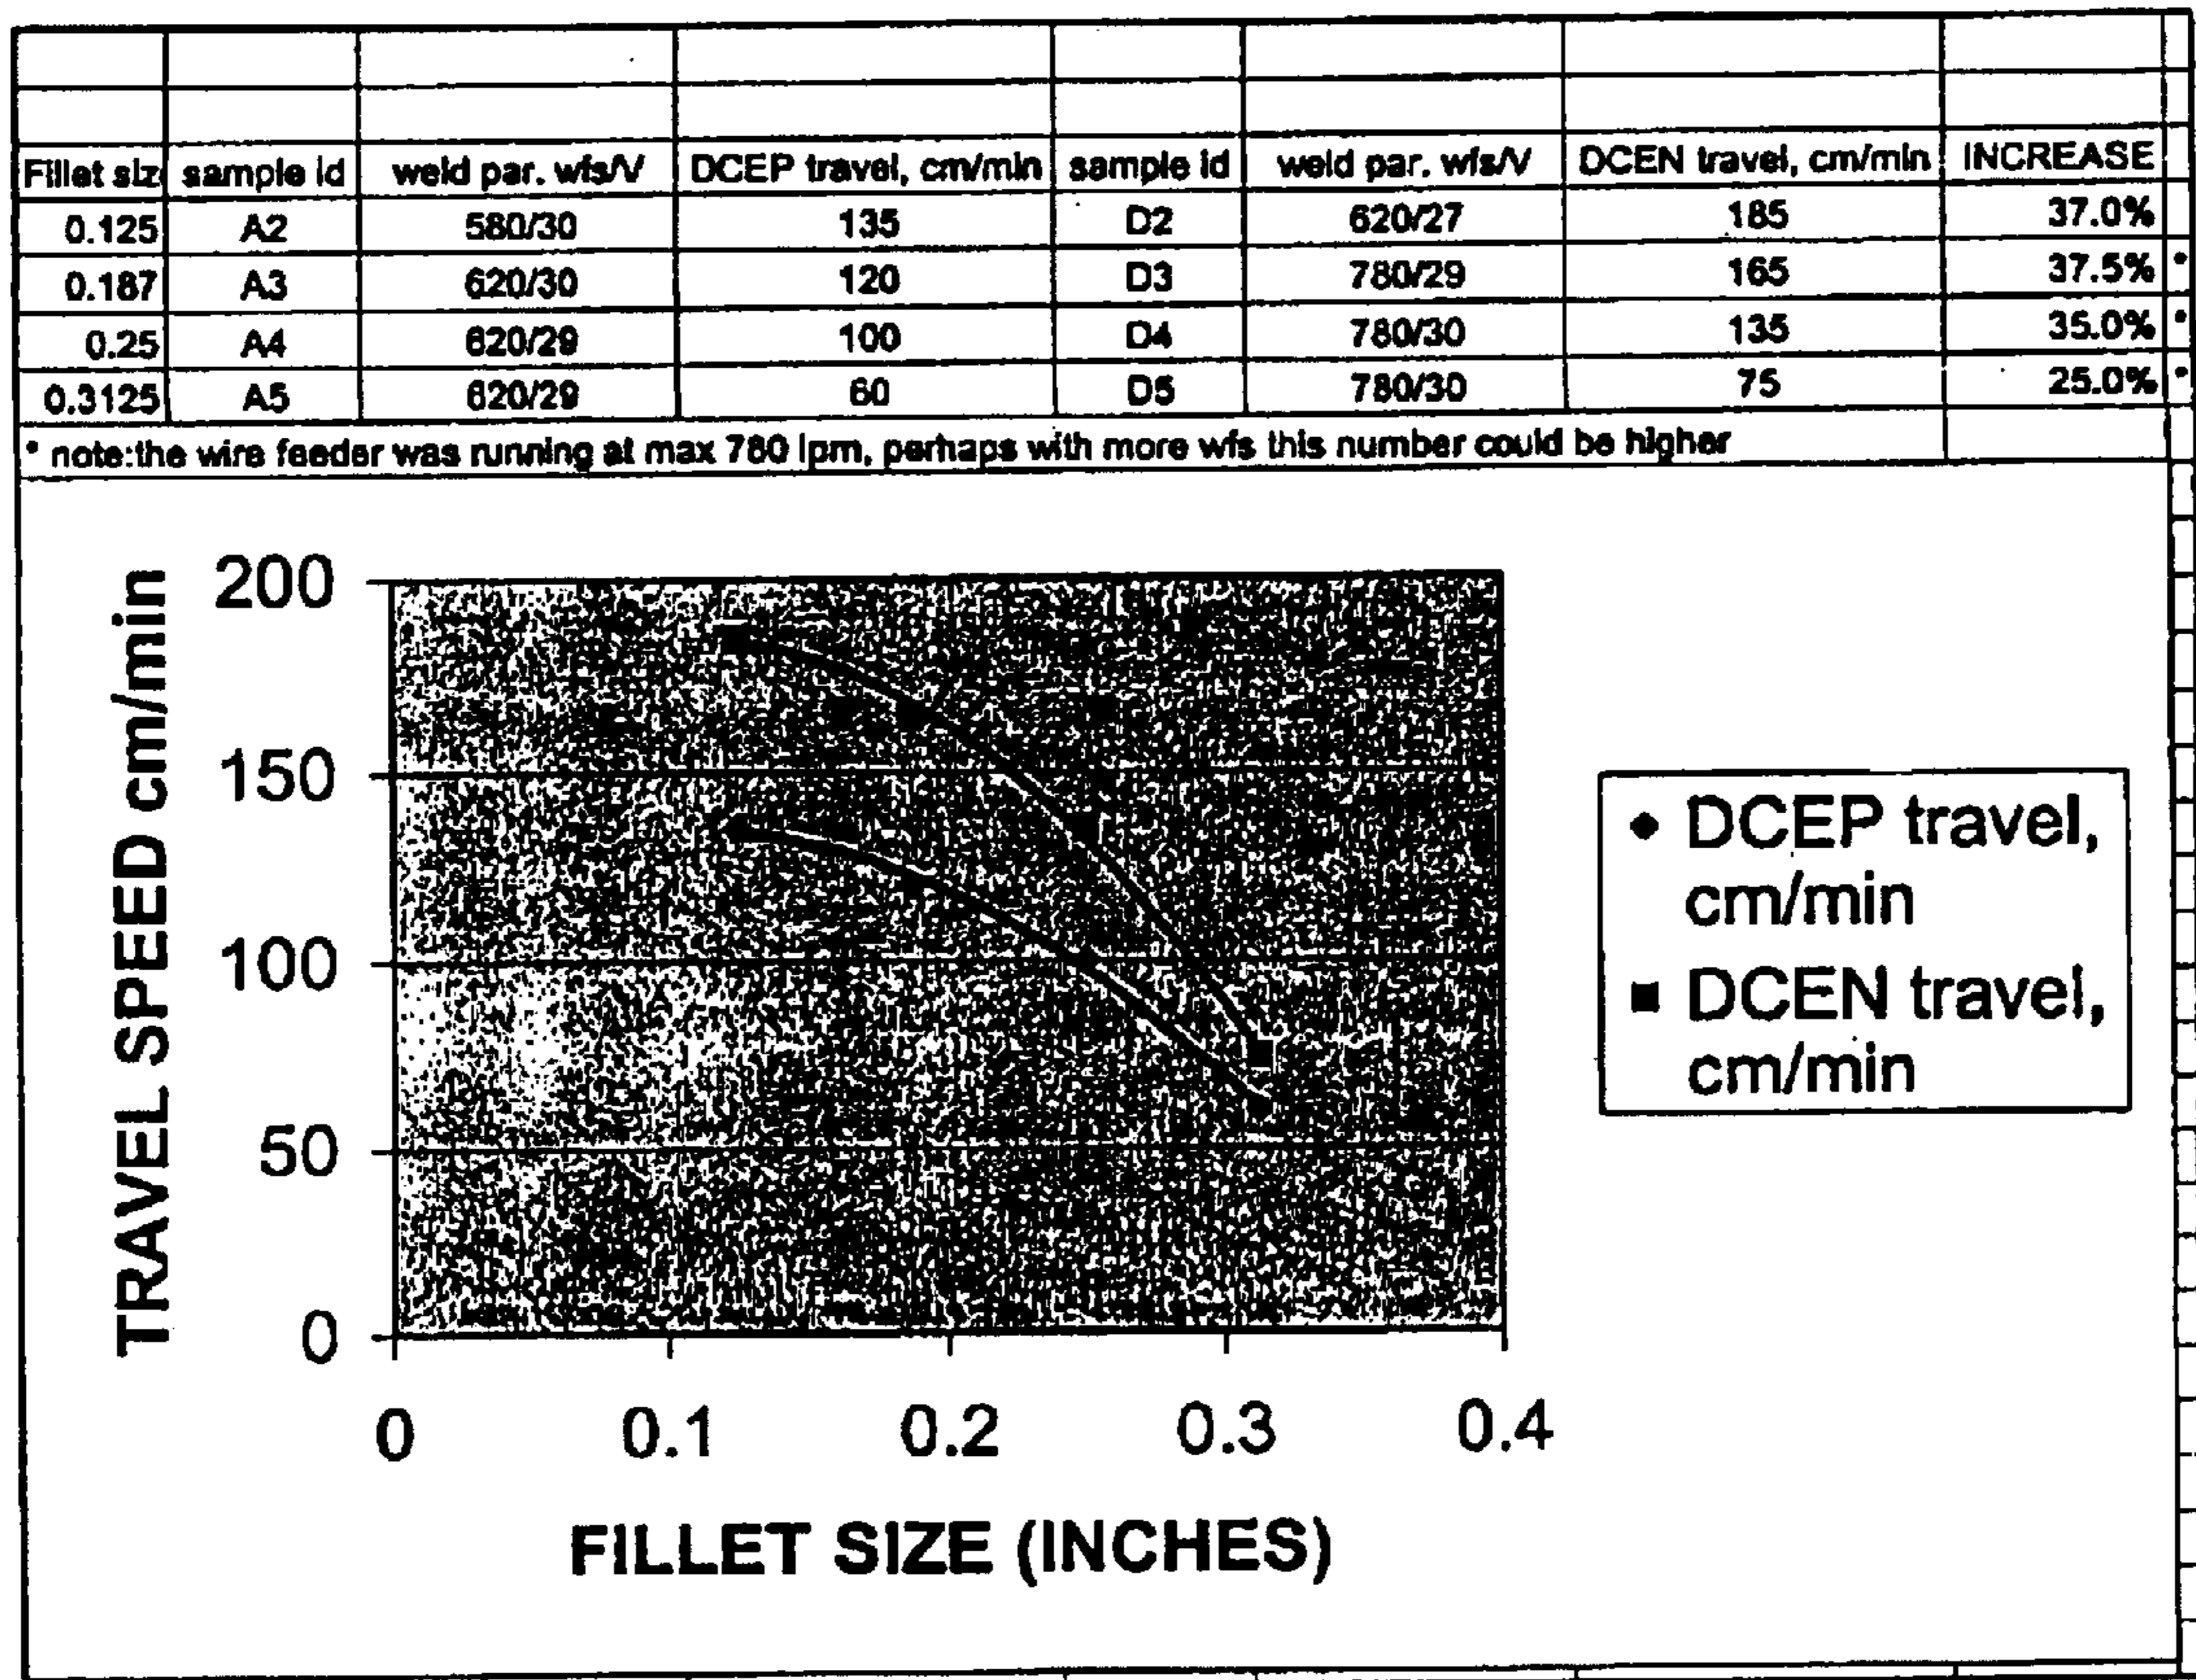 Fillet siz sample id weld par. wfs/V DCEP travel, cm/min sample id weld par. wfs/V DCEN travel, cm/min INCREASE
0.125 A2 580/30 135 D2 620/27 185 37.0%
0.187 A3 620/30 120 D3 780/29 165 37.5% *
0.25 A4 620/29 100 D4 780/30 135 35.0% *
0.3125 A5 620/29 60 D5 780/30 75 25.0% *
* note:the wire feeder was running at max 780 ipm, perhaps with more wfs this number could be higher
TRAVEL SPEED cm/min
200
150
100
50
0
0 0.1 0.2 0.3 0.4
FILLET SIZE (INCHES)
DCEP travel,
cm/min
DCEN travel,
cm/min